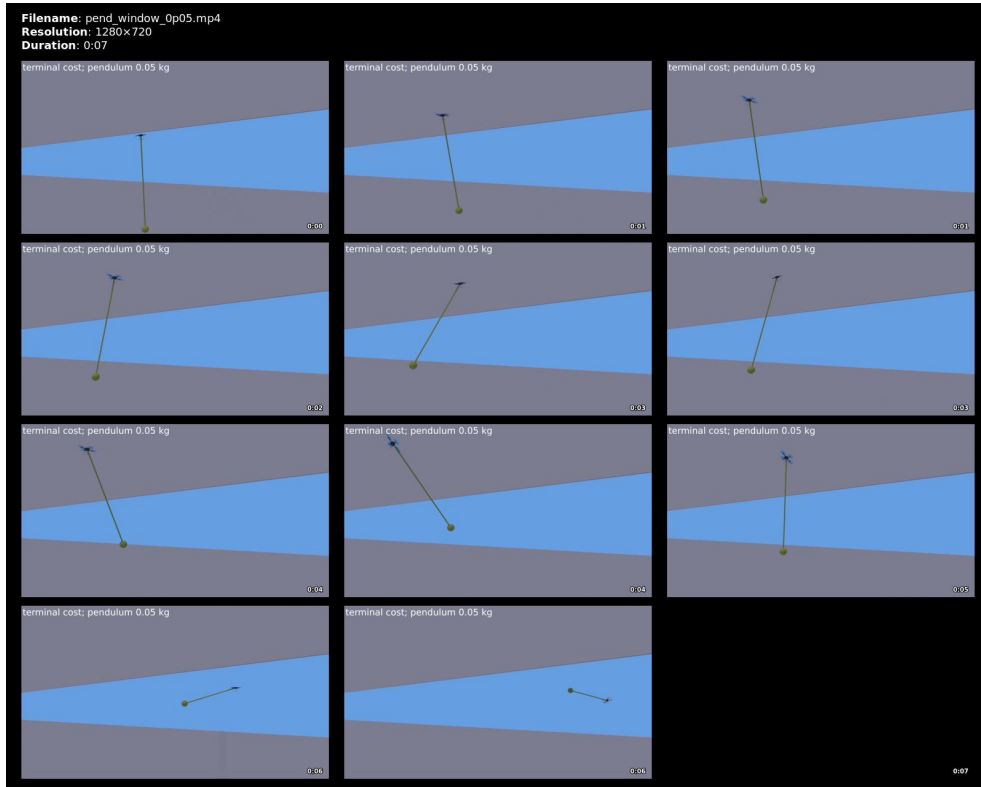 Filename: pend_window_0p05.mp4
Resolution: 1280×720
Duration: 0:07
terminal cost; pendulum 0.05 kg
0:00
terminal cost; pendulum 0.05 kg
0:01
terminal cost; pendulum 0.05 kg
0:01
terminal cost; pendulum 0.05 kg
0:02
terminal cost; pendulum 0.05 kg
0:03
terminal cost; pendulum 0.05 kg
0:03
terminal cost; pendulum 0.05 kg
0:04
terminal cost; pendulum 0.05 kg
0:04
terminal cost; pendulum 0.05 kg
0:05
terminal cost; pendulum 0.05 kg
0:06
terminal cost; pendulum 0.05 kg
0:06
0:07